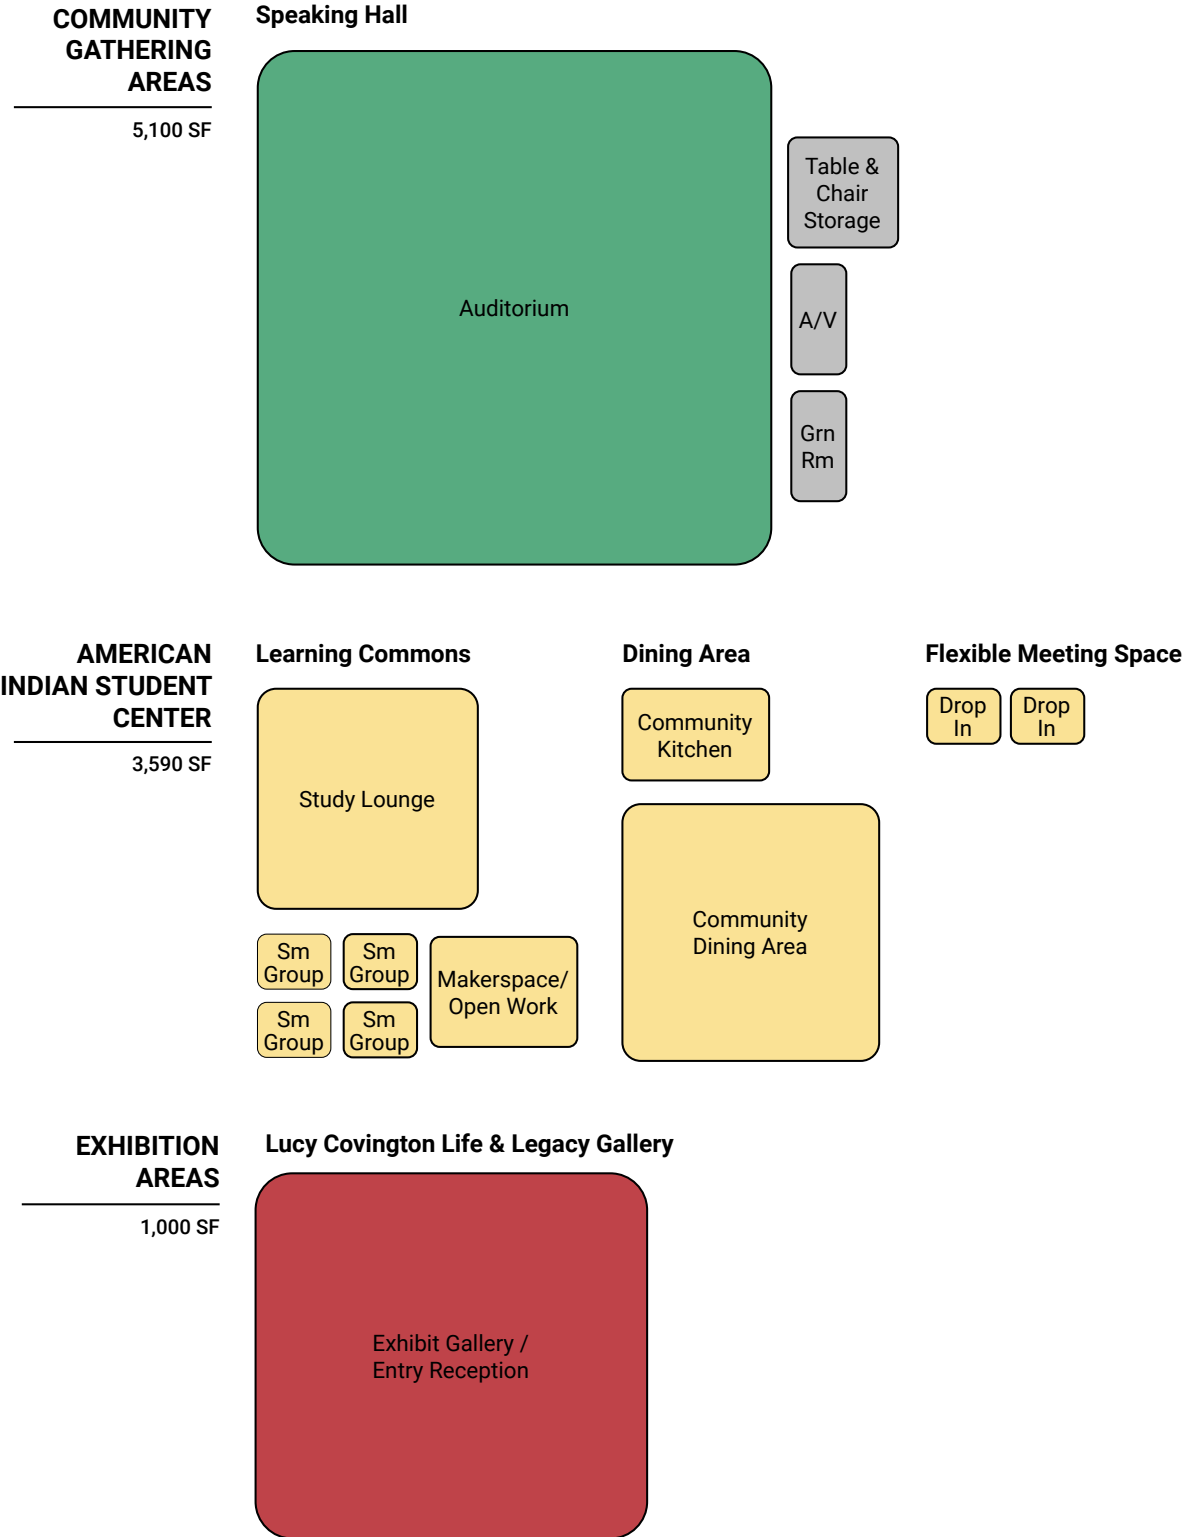 COMMUNITY
GATHERING
AREAS
5,100 SF
Speaking Hall
Auditorium
Table &
Chair
Storage
A/V
Grn
Rm
AMERICAN
INDIAN STUDENT
CENTER
3,590 SF
Learning Commons
Study Lounge
Sm
Group
Sm
Group
Sm
Group
Sm
Group
Makerspace/
Open Work
Dining Area
Community
Kitchen
Community
Dining Area
Flexible Meeting Space
Drop
In
Drop
In
EXHIBITION
AREAS
1,000 SF
Lucy Covington Life & Legacy Gallery
Exhibit Gallery /
Entry Reception